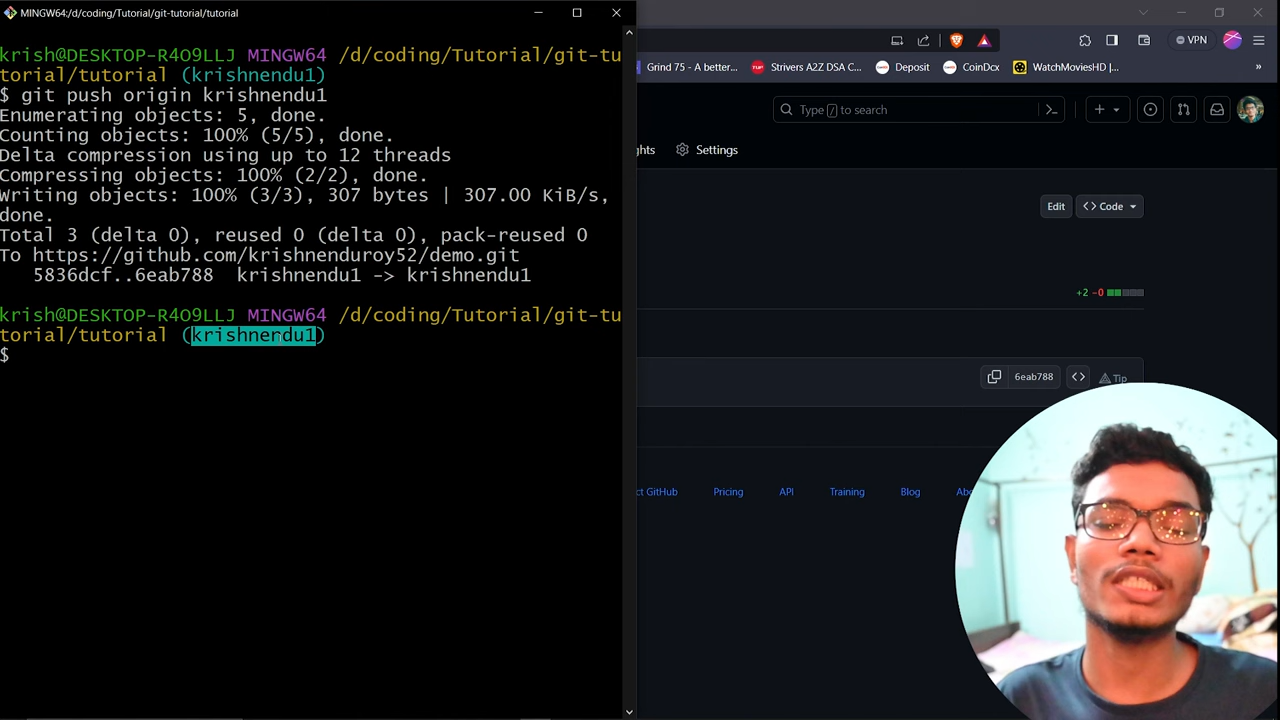 MINGW64:/d/coding/Tutorial/git-tutorial/tutorial
krish@DESKTOP-R4O9LLJ MINGW64 /d/coding/Tutorial/git-tu
torial/tutorial (krishnendu1)
$ git push origin krishnendu1
Enumerating objects: 5, done.
Counting objects: 100% (5/5), done.
Delta compression using up to 12 threads
Compressing objects: 100% (2/2), done.
Writing objects: 100% (3/3), 307 bytes | 307.00 KiB/s,
done.
Total 3 (delta 0), reused 0 (delta 0), pack-reused 0
To https://github.com/krishnenduroy52/demo.git
5836dcf..6eab788 krishnendu1 -> krishnendu1
krish@DESKTOP-R4O9LLJ MINGW64 /d/coding/Tutorial/git-tu
torial/tutorial (krishnendu1)
$
VPN
Grind 75 - A better... TUF Strivers A2Z DSA C... Deposit CoinDcx WatchMoviesHD |... »
Type / to search
ghts Settings
Edit <> Code
+2 −0
6eab788 <> Tip
ct GitHub Pricing API Training Blog Abo